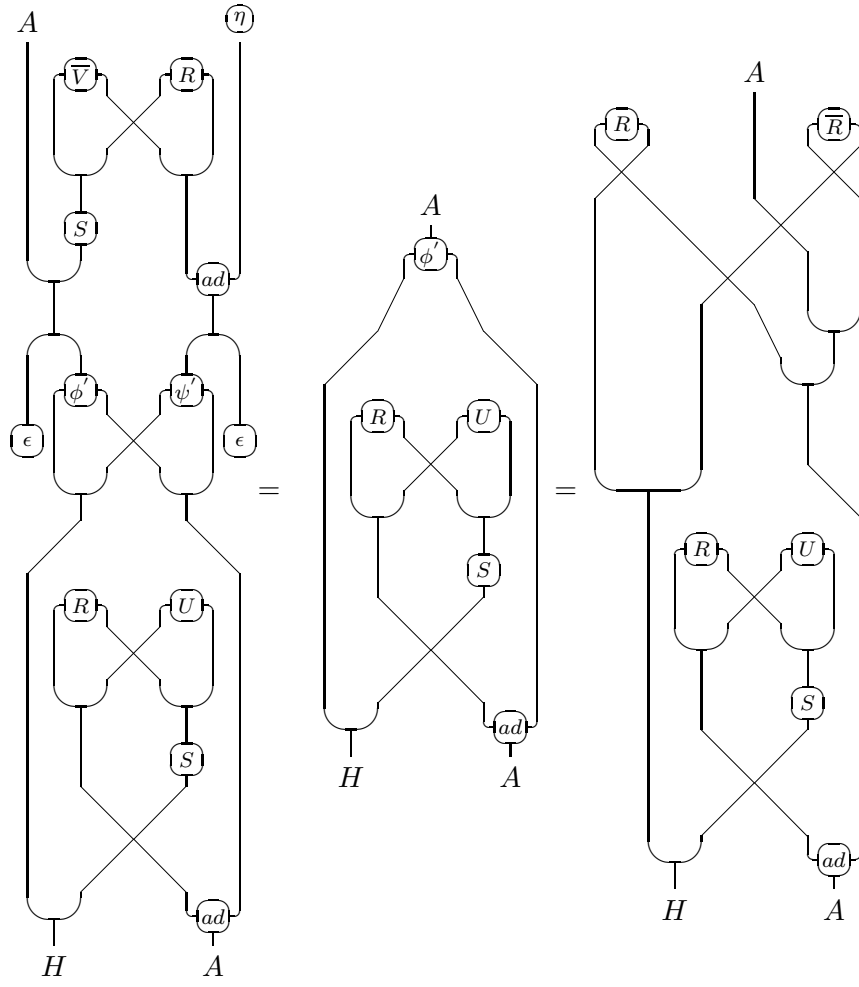 A η
V̅ R
S
ad
ϕ′ ψ′
ϵ ϵ
R U
S
ad
H A
=
A
ϕ′
R U
S
ad
H A
=
A
R R̅
R U
S
ad
H A